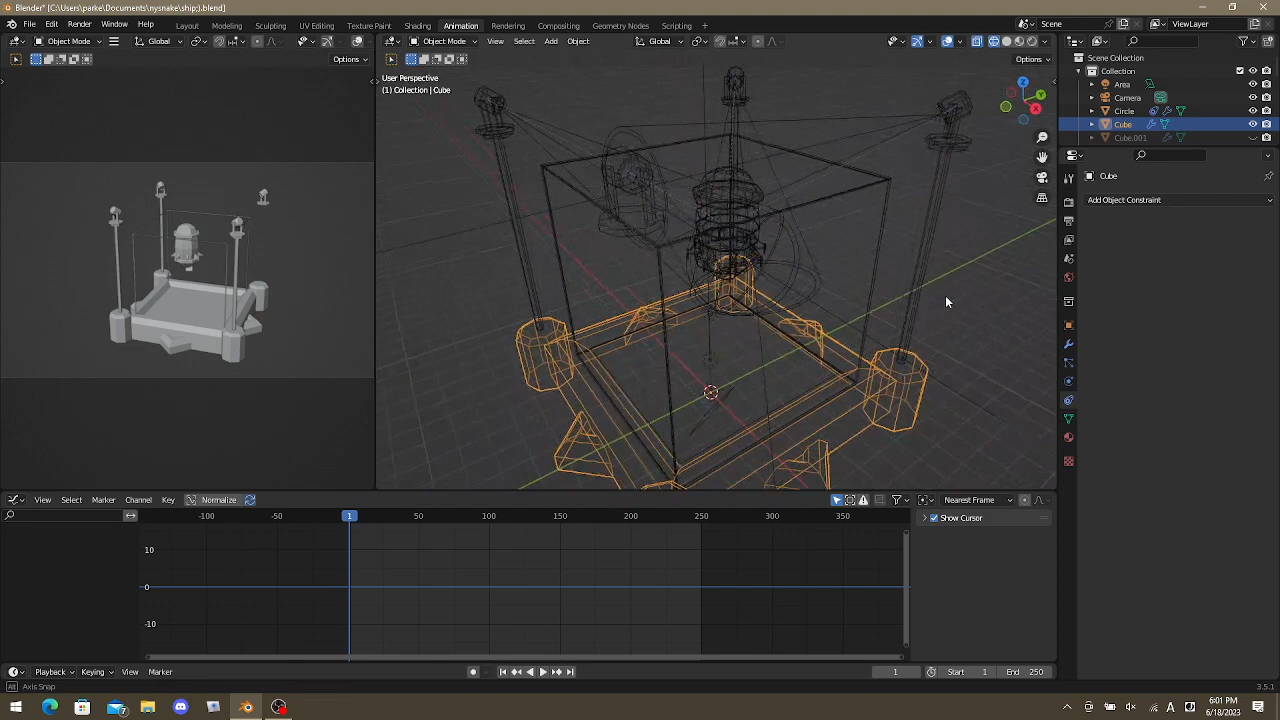 Blender* [C:\Users\parke\Documents\nysnake\ship;).blend]
File Edit Render Window Help Layout Modeling Sculpting UV Editing Texture Paint Shading Animation Rendering Compositing Geometry Nodes Scripting + Scene ViewLayer
Object Mode Global Object Mode View Select Add Object Global
Options Options
User Perspective
(1) Collection | Cube
Z
Y
X
Scene Collection
Collection
Area
Camera
Circle
Cube
Cube.001
Cube
Add Object Constraint
View Select Marker Channel Key Normalize Nearest Frame
-100 -50 1 50 100 150 200 250 300 350
Show Cursor
10
0
-10
Playback Keying View Marker 1 Start 1 End 250
Alt Axis Snap 3.5.1
6:01 PM
6/18/2023